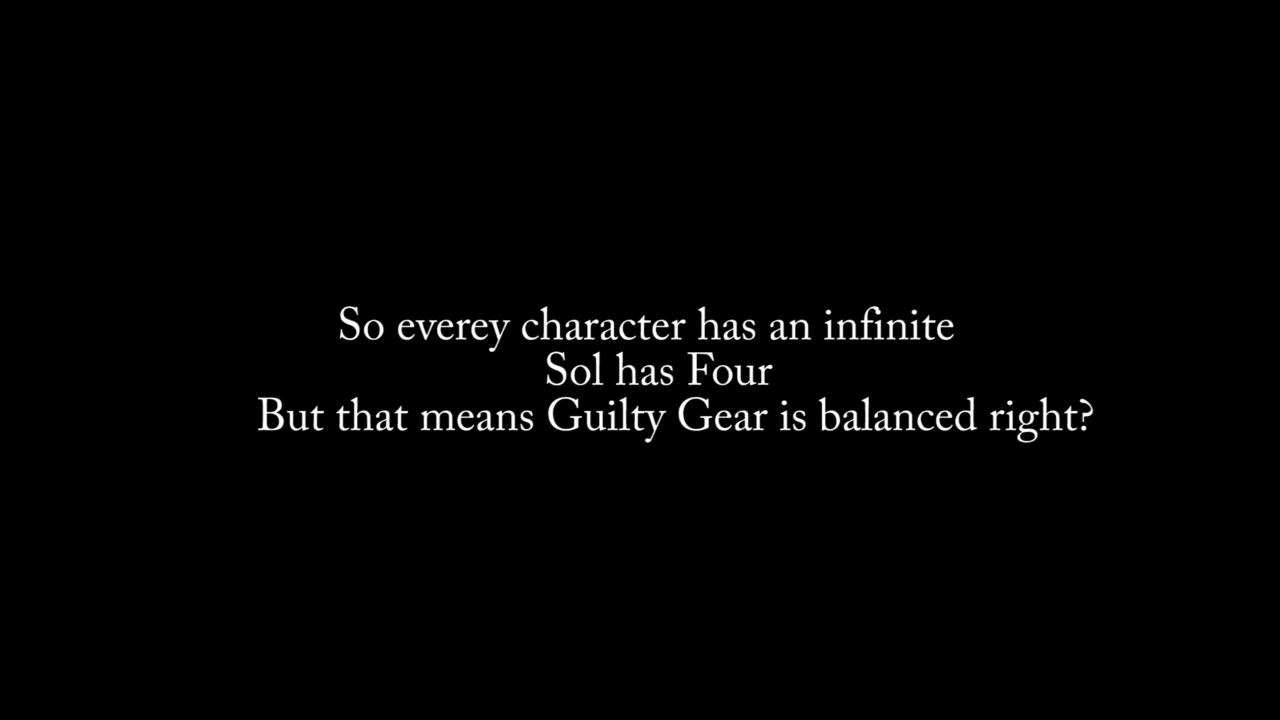 So everey character has an infinite
Sol has Four
But that means Guilty Gear is balanced right?